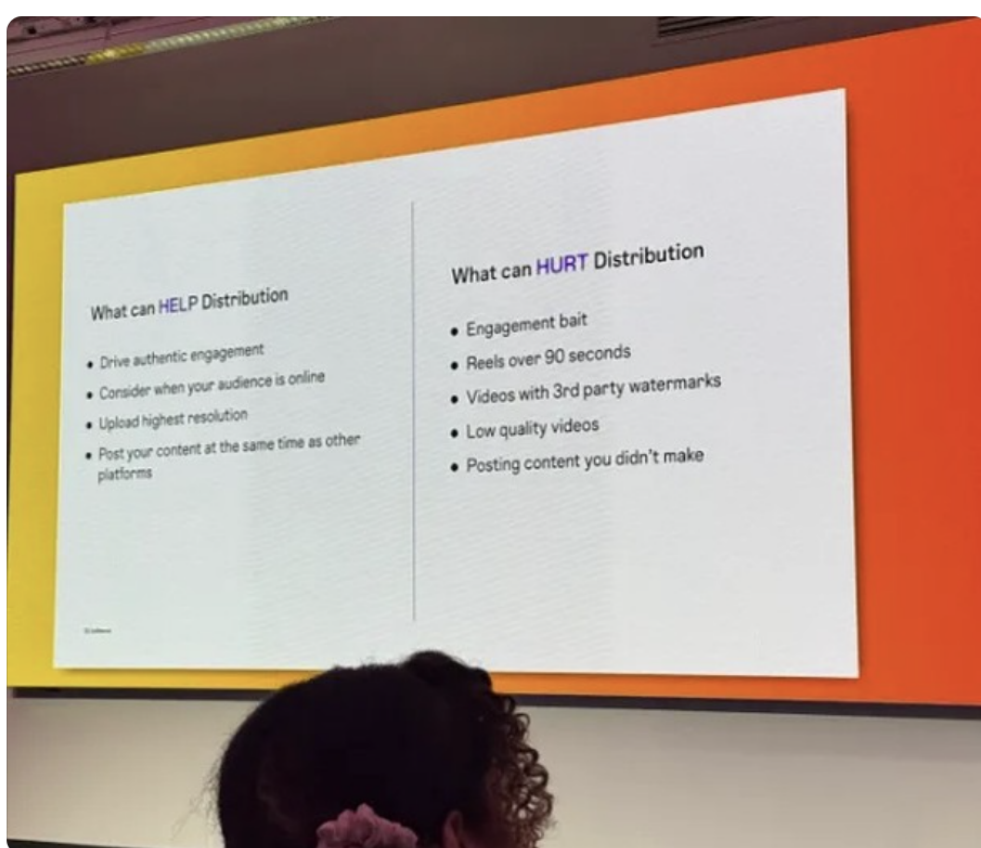 What can HELP Distribution
• Drive authentic engagement
• Consider when your audience is online
• Upload highest resolution
• Post your content at the same time as other
platforms
What can HURT Distribution
• Engagement bait
• Reels over 90 seconds
• Videos with 3rd party watermarks
• Low quality videos
• Posting content you didn't make